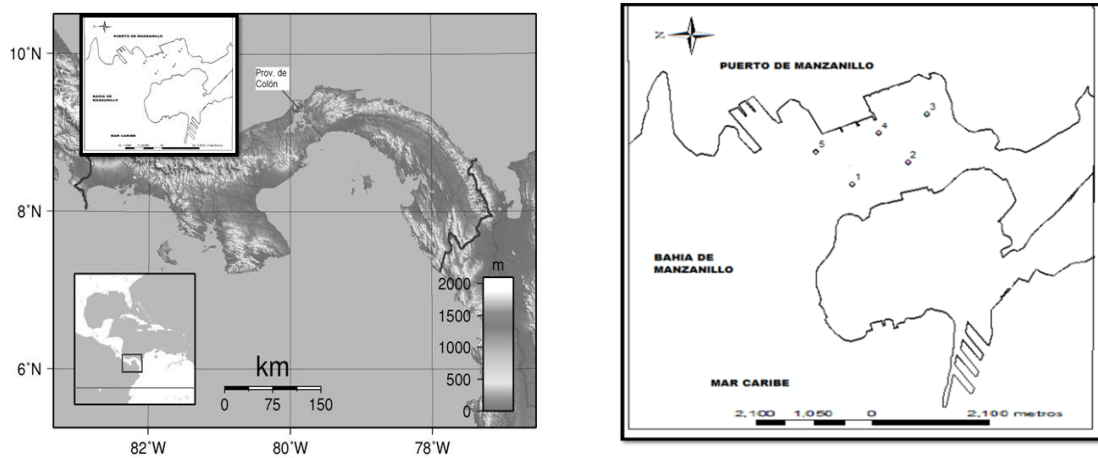 10˚N
8˚N
6˚N
82˚W
80˚W
78˚W
PUERTO DE MANZANILLO
BAHIA DE
MANZANILLO
MAR CARIBE
Prov. de
Colón
km
0 75 150
m
2000
1500
1000
500
0
N
PUERTO DE MANZANILLO
3
4
5
2
1
BAHIA DE
MANZANILLO
MAR CARIBE
2,100 1,050 0 2,100 metros